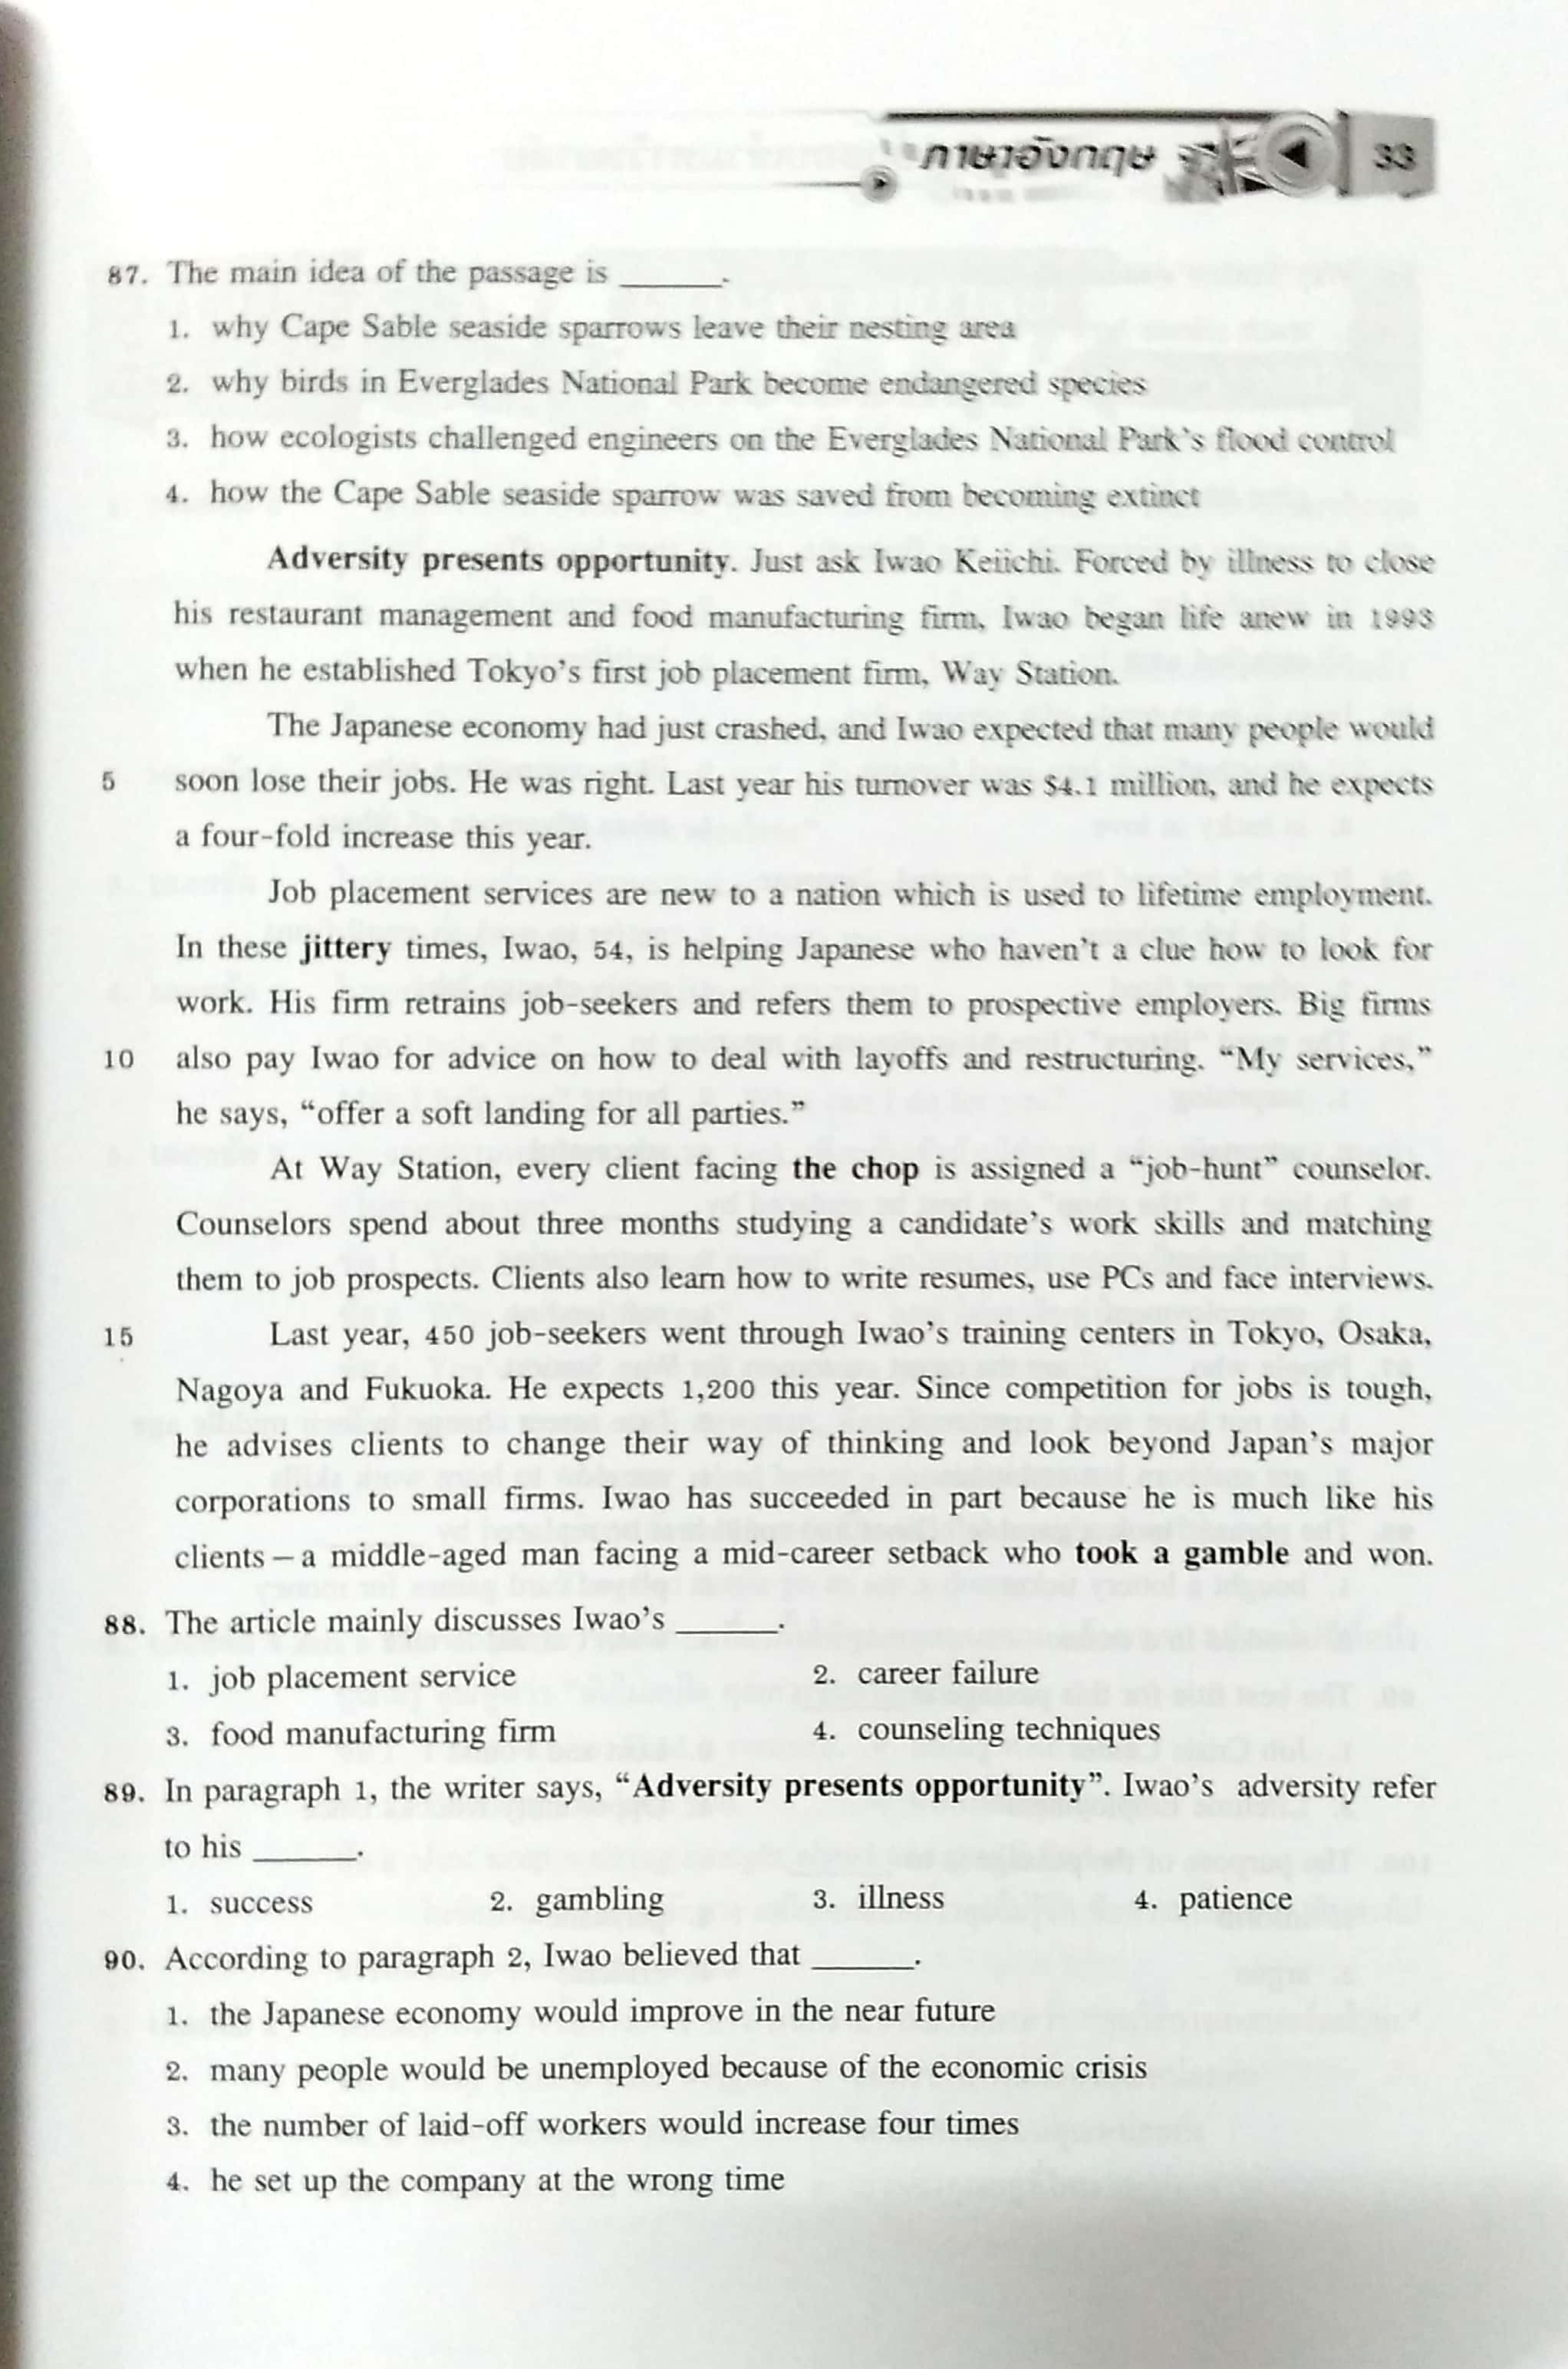 ภาษาอังกฤษ 33
87. The main idea of the passage is ______.
1. why Cape Sable seaside sparrows leave their nesting area
2. why birds in Everglades National Park become endangered species
3. how ecologists challenged engineers on the Everglades National Park's flood control
4. how the Cape Sable seaside sparrow was saved from becoming extinct
Adversity presents opportunity. Just ask Iwao Keiichi. Forced by illness to close
his restaurant management and food manufacturing firm, Iwao began life anew in 1993
when he established Tokyo's first job placement firm, Way Station.
The Japanese economy had just crashed, and Iwao expected that many people would
5 soon lose their jobs. He was right. Last year his turnover was $4.1 million, and he expects
a four-fold increase this year.
Job placement services are new to a nation which is used to lifetime employment.
In these jittery times, Iwao, 54, is helping Japanese who haven't a clue how to look for
work. His firm retrains job-seekers and refers them to prospective employers. Big firms
10 also pay Iwao for advice on how to deal with layoffs and restructuring. “My services,”
he says, “offer a soft landing for all parties.”
At Way Station, every client facing the chop is assigned a “job-hunt” counselor.
Counselors spend about three months studying a candidate's work skills and matching
them to job prospects. Clients also learn how to write resumes, use PCs and face interviews.
15 Last year, 450 job-seekers went through Iwao's training centers in Tokyo, Osaka,
Nagoya and Fukuoka. He expects 1,200 this year. Since competition for jobs is tough,
he advises clients to change their way of thinking and look beyond Japan's major
corporations to small firms. Iwao has succeeded in part because he is much like his
clients – a middle-aged man facing a mid-career setback who took a gamble and won.
88. The article mainly discusses Iwao's ______.
1. job placement service 2. career failure
3. food manufacturing firm 4. counseling techniques
89. In paragraph 1, the writer says, “Adversity presents opportunity”. Iwao's adversity refer
to his ______.
1. success 2. gambling 3. illness 4. patience
90. According to paragraph 2, Iwao believed that ______.
1. the Japanese economy would improve in the near future
2. many people would be unemployed because of the economic crisis
3. the number of laid-off workers would increase four times
4. he set up the company at the wrong time